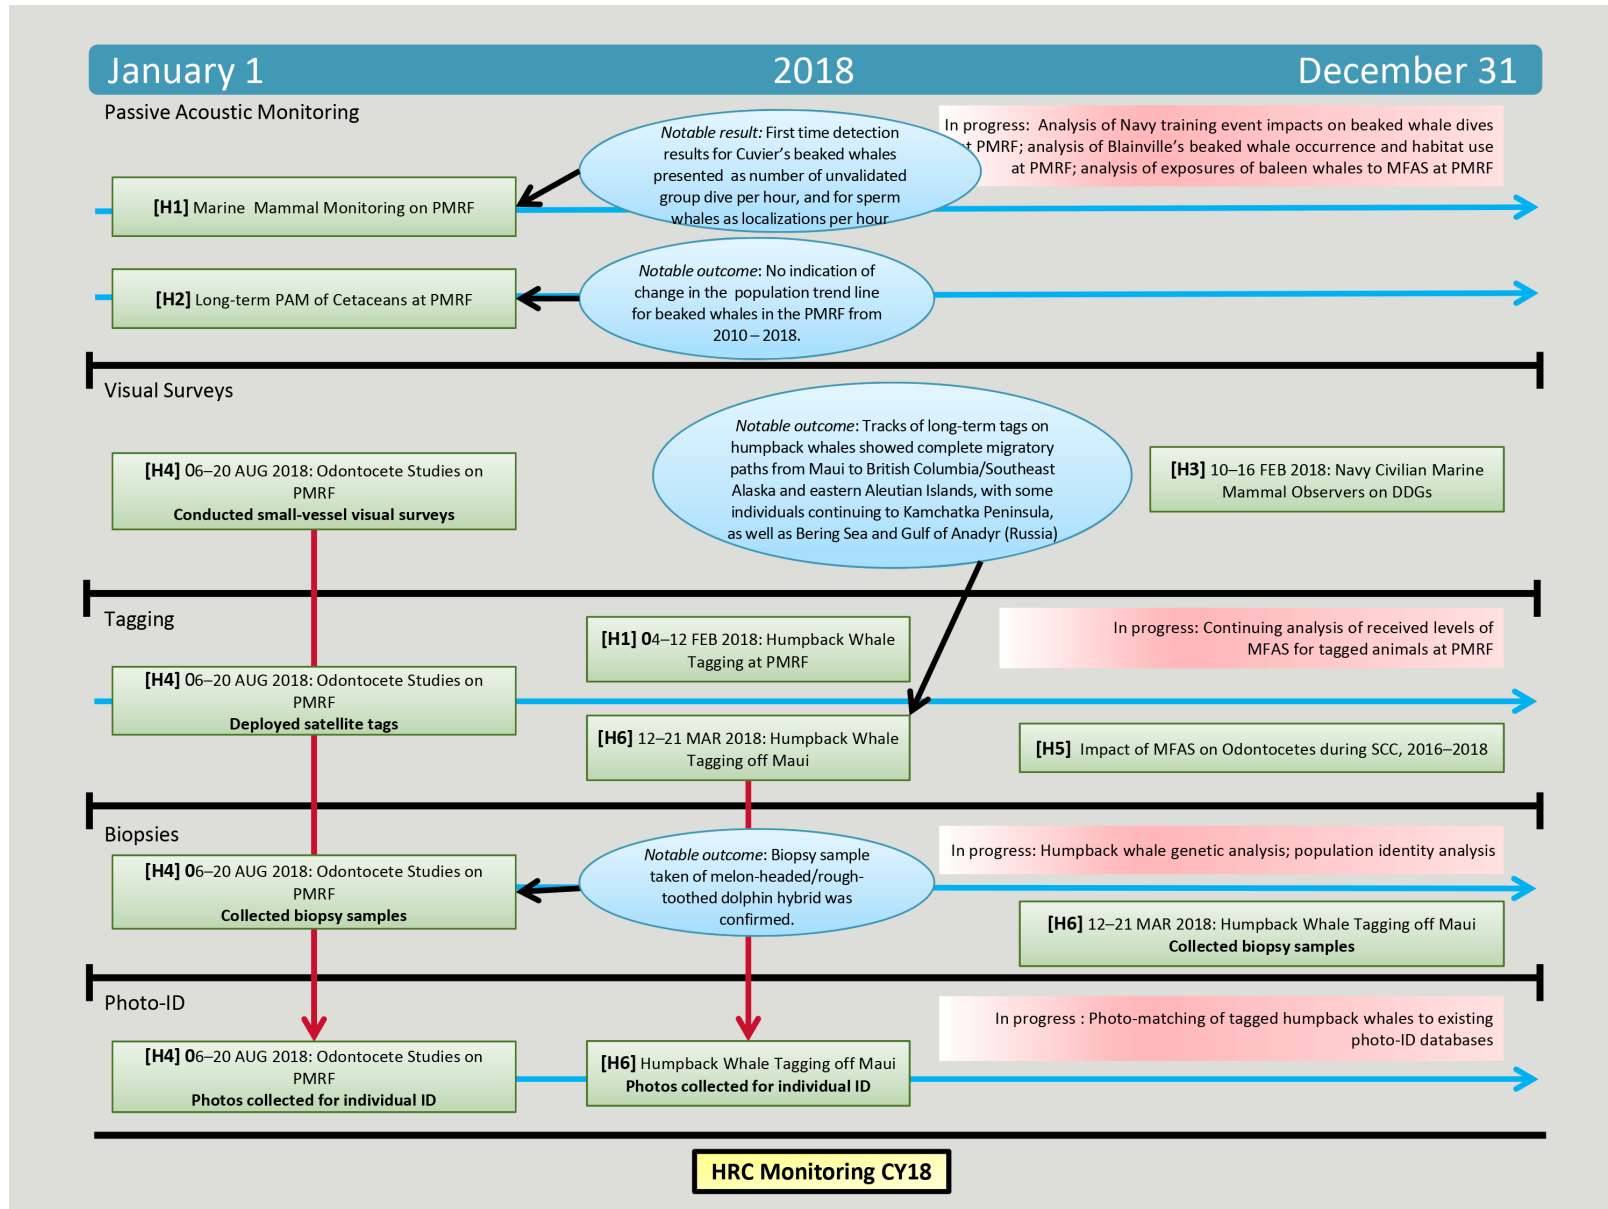 January 1 2018 December 31
Passive Acoustic Monitoring
Notable result: First time detection
results for Cuvier's beaked whales
presented as number of unvalidated
group dive per hour, and for sperm
whales as localizations per hour
In progress: Analysis of Navy training event impacts on beaked whale dives
at PMRF; analysis of Blainville's beaked whale occurrence and habitat use
at PMRF; analysis of exposures of baleen whales to MFAS at PMRF
[H1] Marine Mammal Monitoring on PMRF
[H2] Long-term PAM of Cetaceans at PMRF
Notable outcome: No indication of
change in the population trend line
for beaked whales in the PMRF from
2010 – 2018.
Visual Surveys
[H4] 06–20 AUG 2018: Odontocete Studies on
PMRF
Conducted small-vessel visual surveys
Notable outcome: Tracks of long-term tags on
humpback whales showed complete migratory
paths from Maui to British Columbia/Southeast
Alaska and eastern Aleutian Islands, with some
individuals continuing to Kamchatka Peninsula,
as well as Bering Sea and Gulf of Anadyr (Russia)
[H3] 10–16 FEB 2018: Navy Civilian Marine
Mammal Observers on DDGs
Tagging
[H1] 04–12 FEB 2018: Humpback Whale
Tagging at PMRF
In progress: Continuing analysis of received levels of
MFAS for tagged animals at PMRF
[H4] 06–20 AUG 2018: Odontocete Studies on
PMRF
Deployed satellite tags
[H6] 12–21 MAR 2018: Humpback Whale
Tagging off Maui
[H5] Impact of MFAS on Odontocetes during SCC, 2016–2018
Biopsies
[H4] 06–20 AUG 2018: Odontocete Studies on
PMRF
Collected biopsy samples
Notable outcome: Biopsy sample
taken of melon-headed/rough-
toothed dolphin hybrid was
confirmed.
In progress: Humpback whale genetic analysis; population identity analysis
[H6] 12–21 MAR 2018: Humpback Whale Tagging off Maui
Collected biopsy samples
Photo-ID
In progress : Photo-matching of tagged humpback whales to existing
photo-ID databases
[H4] 06–20 AUG 2018: Odontocete Studies on
PMRF
Photos collected for individual ID
[H6] Humpback Whale Tagging off Maui
Photos collected for individual ID
HRC Monitoring CY18